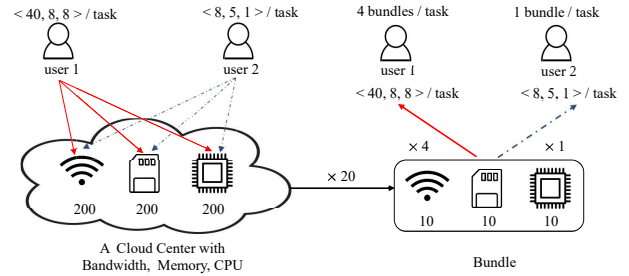 < 40, 8, 8 > / task
< 8, 5, 1 > / task
4 bundles / task
1 bundle / task
user 1
user 2
user 1
user 2
< 40, 8, 8 > / task
< 8, 5, 1 > / task
× 4
× 1
× 20
200
200
200
10
10
10
A Cloud Center with
Bandwidth, Memory, CPU
Bundle